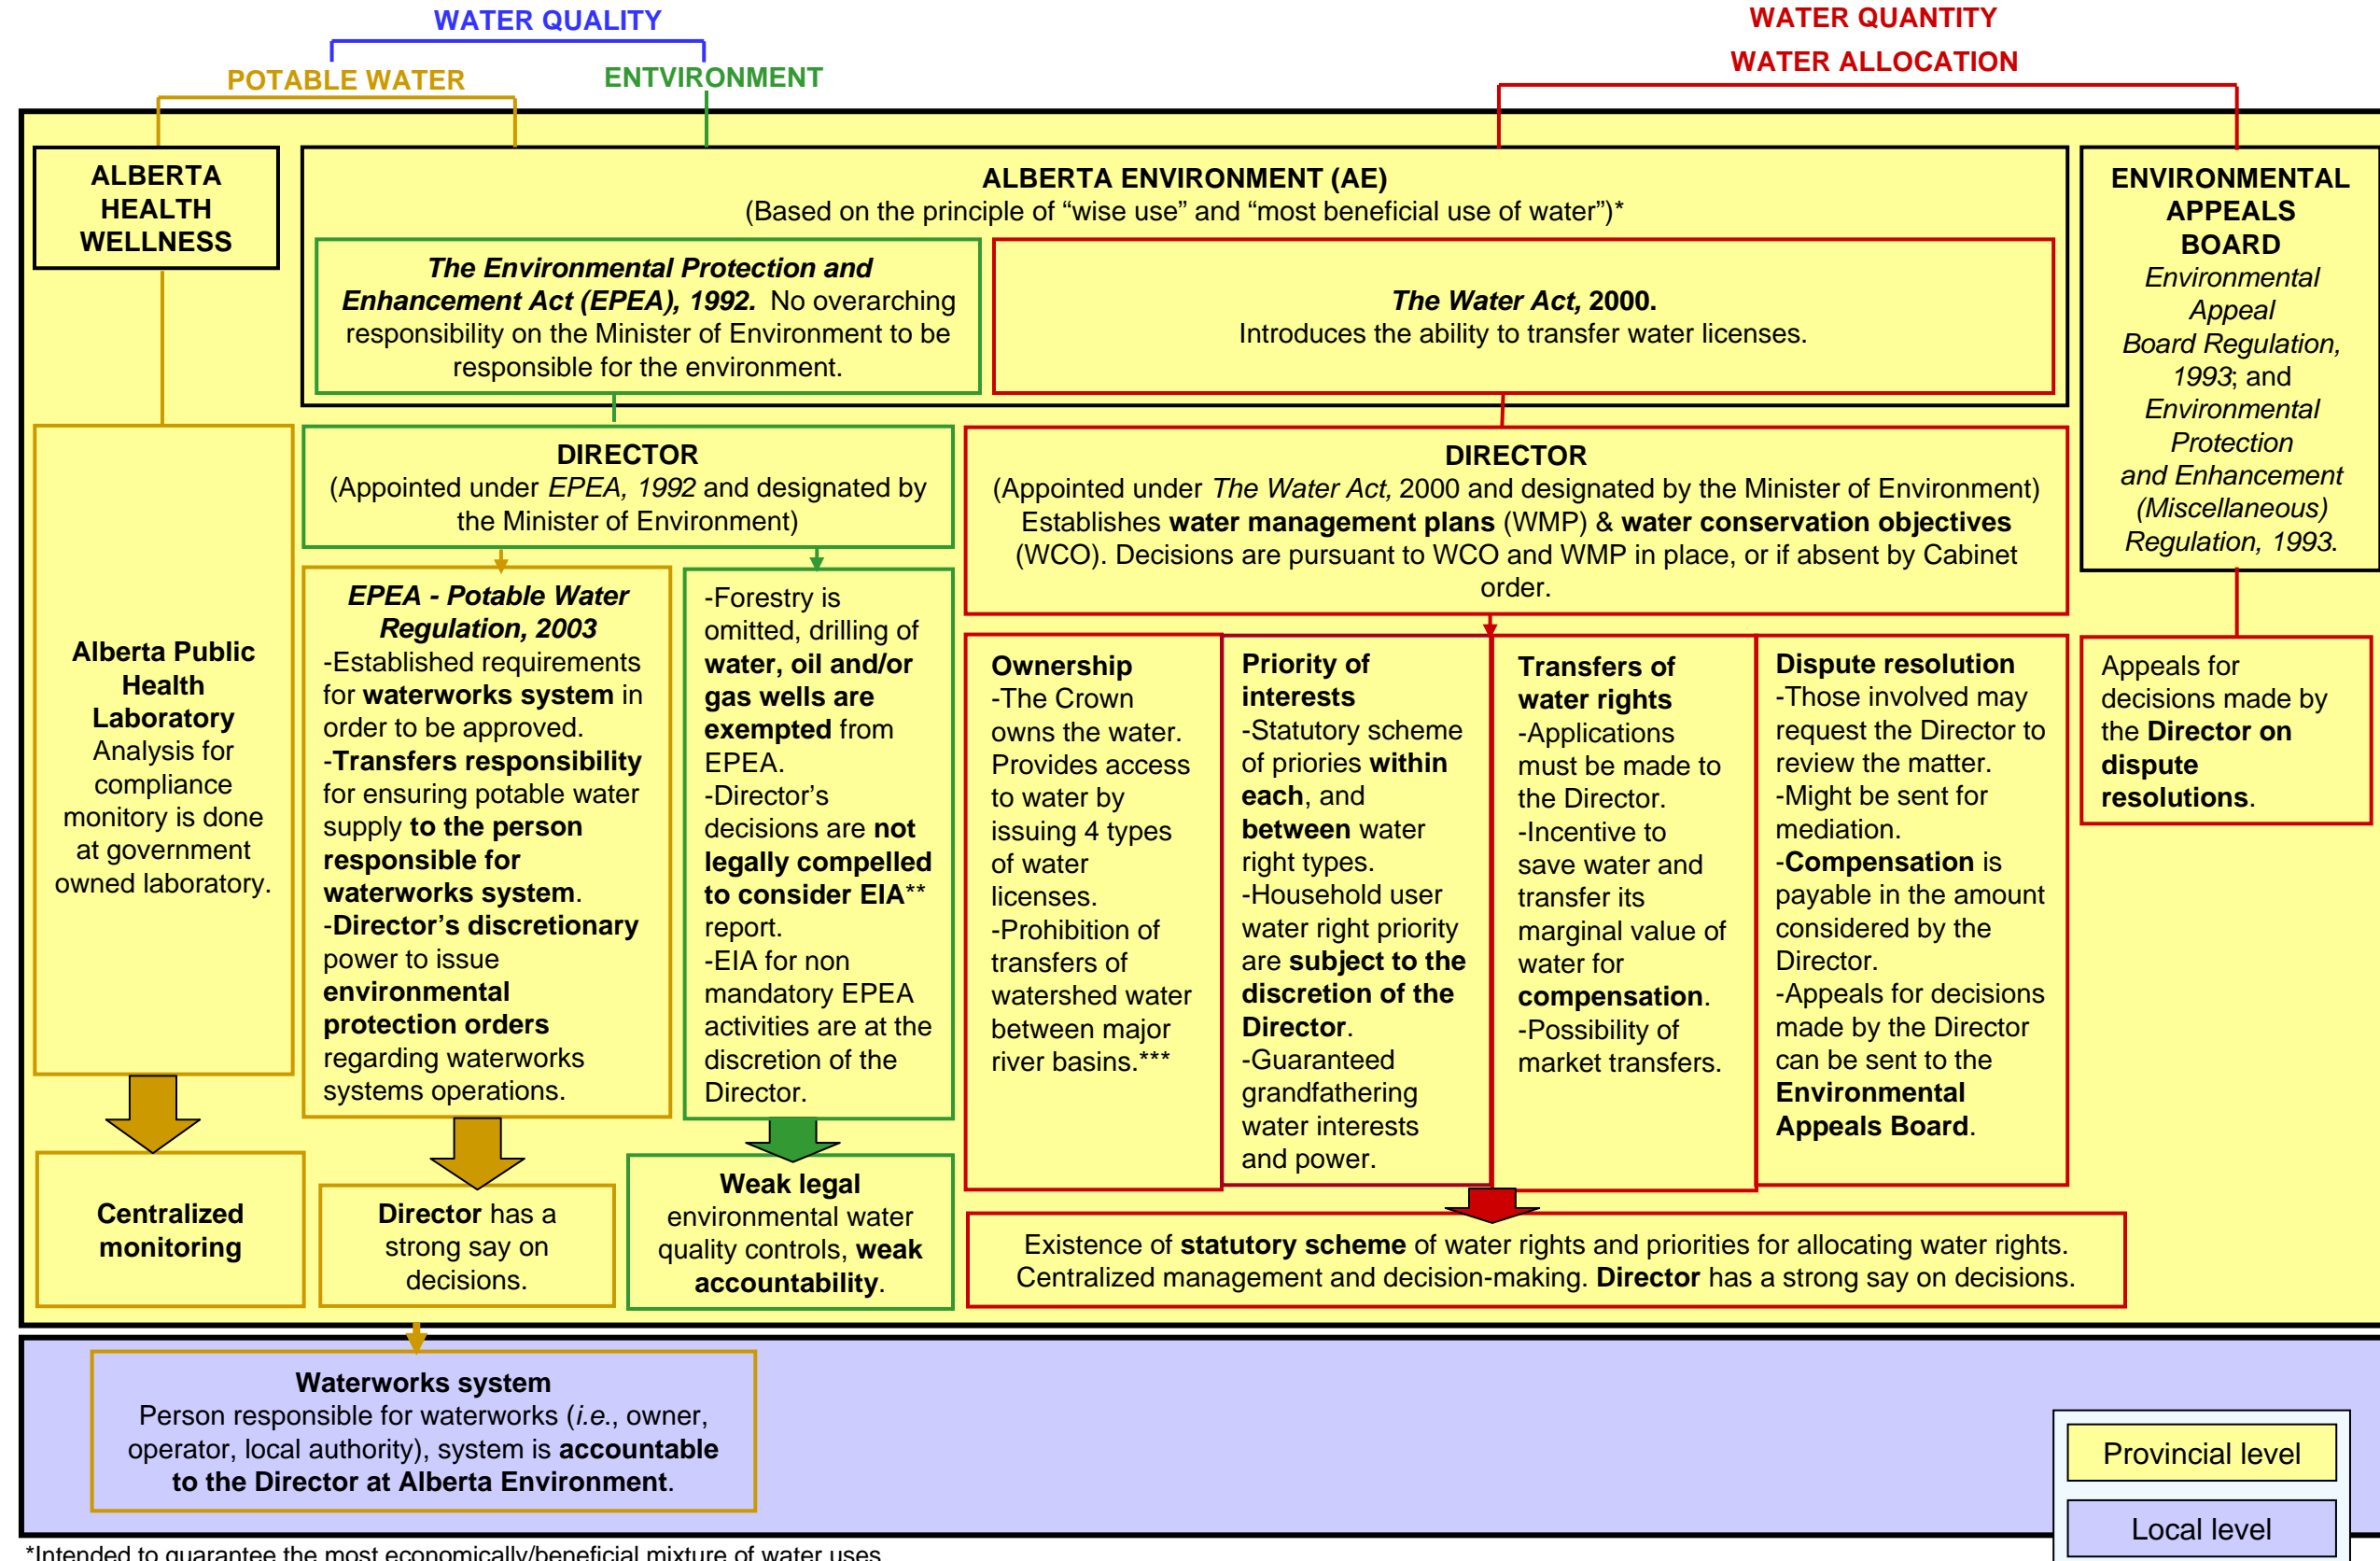 WATER QUALITY
WATER QUANTITY
WATER ALLOCATION
POTABLE WATER
ENTVIRONMENT
ALBERTA
HEALTH
WELLNESS
ALBERTA ENVIRONMENT (AE)
(Based on the principle of “wise use” and “most beneficial use of water”)*
The Environmental Protection and
Enhancement Act (EPEA), 1992. No overarching
responsibility on the Minister of Environment to be
responsible for the environment.
The Water Act, 2000.
Introduces the ability to transfer water licenses.
ENVIRONMENTAL
APPEALS
BOARD
Environmental
Appeal
Board Regulation,
1993; and
Environmental
Protection
and Enhancement
(Miscellaneous)
Regulation, 1993.
Alberta Public
Health
Laboratory
Analysis for
compliance
monitory is done
at government
owned laboratory.
DIRECTOR
(Appointed under EPEA, 1992 and designated by
the Minister of Environment)
DIRECTOR
(Appointed under The Water Act, 2000 and designated by the Minister of Environment)
Establishes water management plans (WMP) & water conservation objectives
(WCO). Decisions are pursuant to WCO and WMP in place, or if absent by Cabinet
order.
EPEA - Potable Water
Regulation, 2003
-Established requirements
for waterworks system in
order to be approved.
-Transfers responsibility
for ensuring potable water
supply to the person
responsible for
waterworks system.
-Director’s discretionary
power to issue
environmental
protection orders
regarding waterworks
systems operations.
-Forestry is
omitted, drilling of
water, oil and/or
gas wells are
exempted from
EPEA.
-Director’s
decisions are not
legally compelled
to consider EIA**
report.
-EIA for non
mandatory EPEA
activities are at the
discretion of the
Director.
Ownership
-The Crown
owns the water.
Provides access
to water by
issuing 4 types
of water
licenses.
-Prohibition of
transfers of
watershed water
between major
river basins.***
Priority of
interests
-Statutory scheme
of priories within
each, and
between water
right types.
-Household user
water right priority
are subject to the
discretion of the
Director.
-Guaranteed
grandfathering
water interests
and power.
Transfers of
water rights
-Applications
must be made to
the Director.
-Incentive to
save water and
transfer its
marginal value of
water for
compensation.
-Possibility of
market transfers.
Dispute resolution
-Those involved may
request the Director to
review the matter.
-Might be sent for
mediation.
-Compensation is
payable in the amount
considered by the
Director.
-Appeals for decisions
made by the Director
can be sent to the
Environmental
Appeals Board.
Appeals for
decisions made by
the Director on
dispute
resolutions.
Centralized
monitoring
Director has a
strong say on
decisions.
Weak legal
environmental water
quality controls, weak
accountability.
Existence of statutory scheme of water rights and priorities for allocating water rights.
Centralized management and decision-making. Director has a strong say on decisions.
Waterworks system
Person responsible for waterworks (i.e., owner,
operator, local authority), system is accountable
to the Director at Alberta Environment.
Provincial level
Local level
*Intended to guarantee the most economically/beneficial mixture of water uses